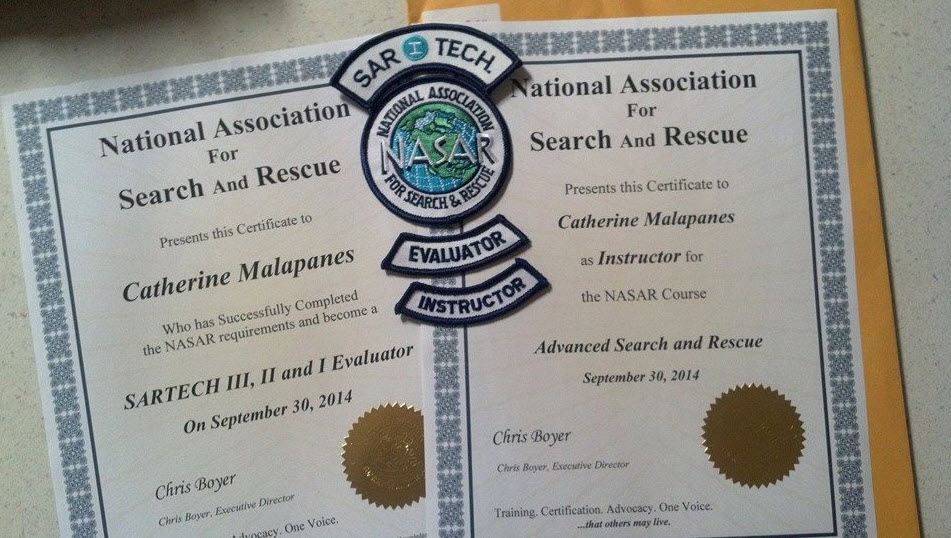 National Association
For
Search And Rescue
Presents this Certificate to
Catherine Malapanes
Who has Successfully Completed
the NASAR requirements and become a
SARTECH III, II and I Evaluator
On September 30, 2014
Chris Boyer
Chris Boyer, Executive Director
Advocacy. One Voice.
SAR I TECH.
NATIONAL ASSOCIATION
NASAR
FOR SEARCH & RESCUE
EVALUATOR
INSTRUCTOR
National Association
For
Search And Rescue
Presents this Certificate to
Catherine Malapanes
as Instructor for
the NASAR Course
Advanced Search and Rescue
September 30, 2014
Chris Boyer
Chris Boyer, Executive Director
Training. Certification. Advocacy. One Voice.
...that others may live.